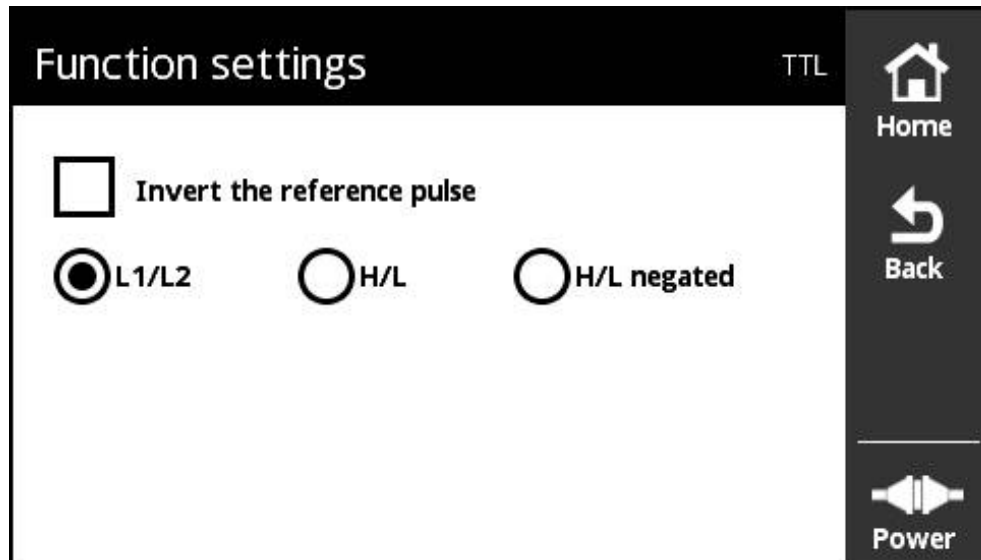 Function settings
TTL
Home
Invert the reference pulse
L1/L2
H/L
H/L negated
Back
Power